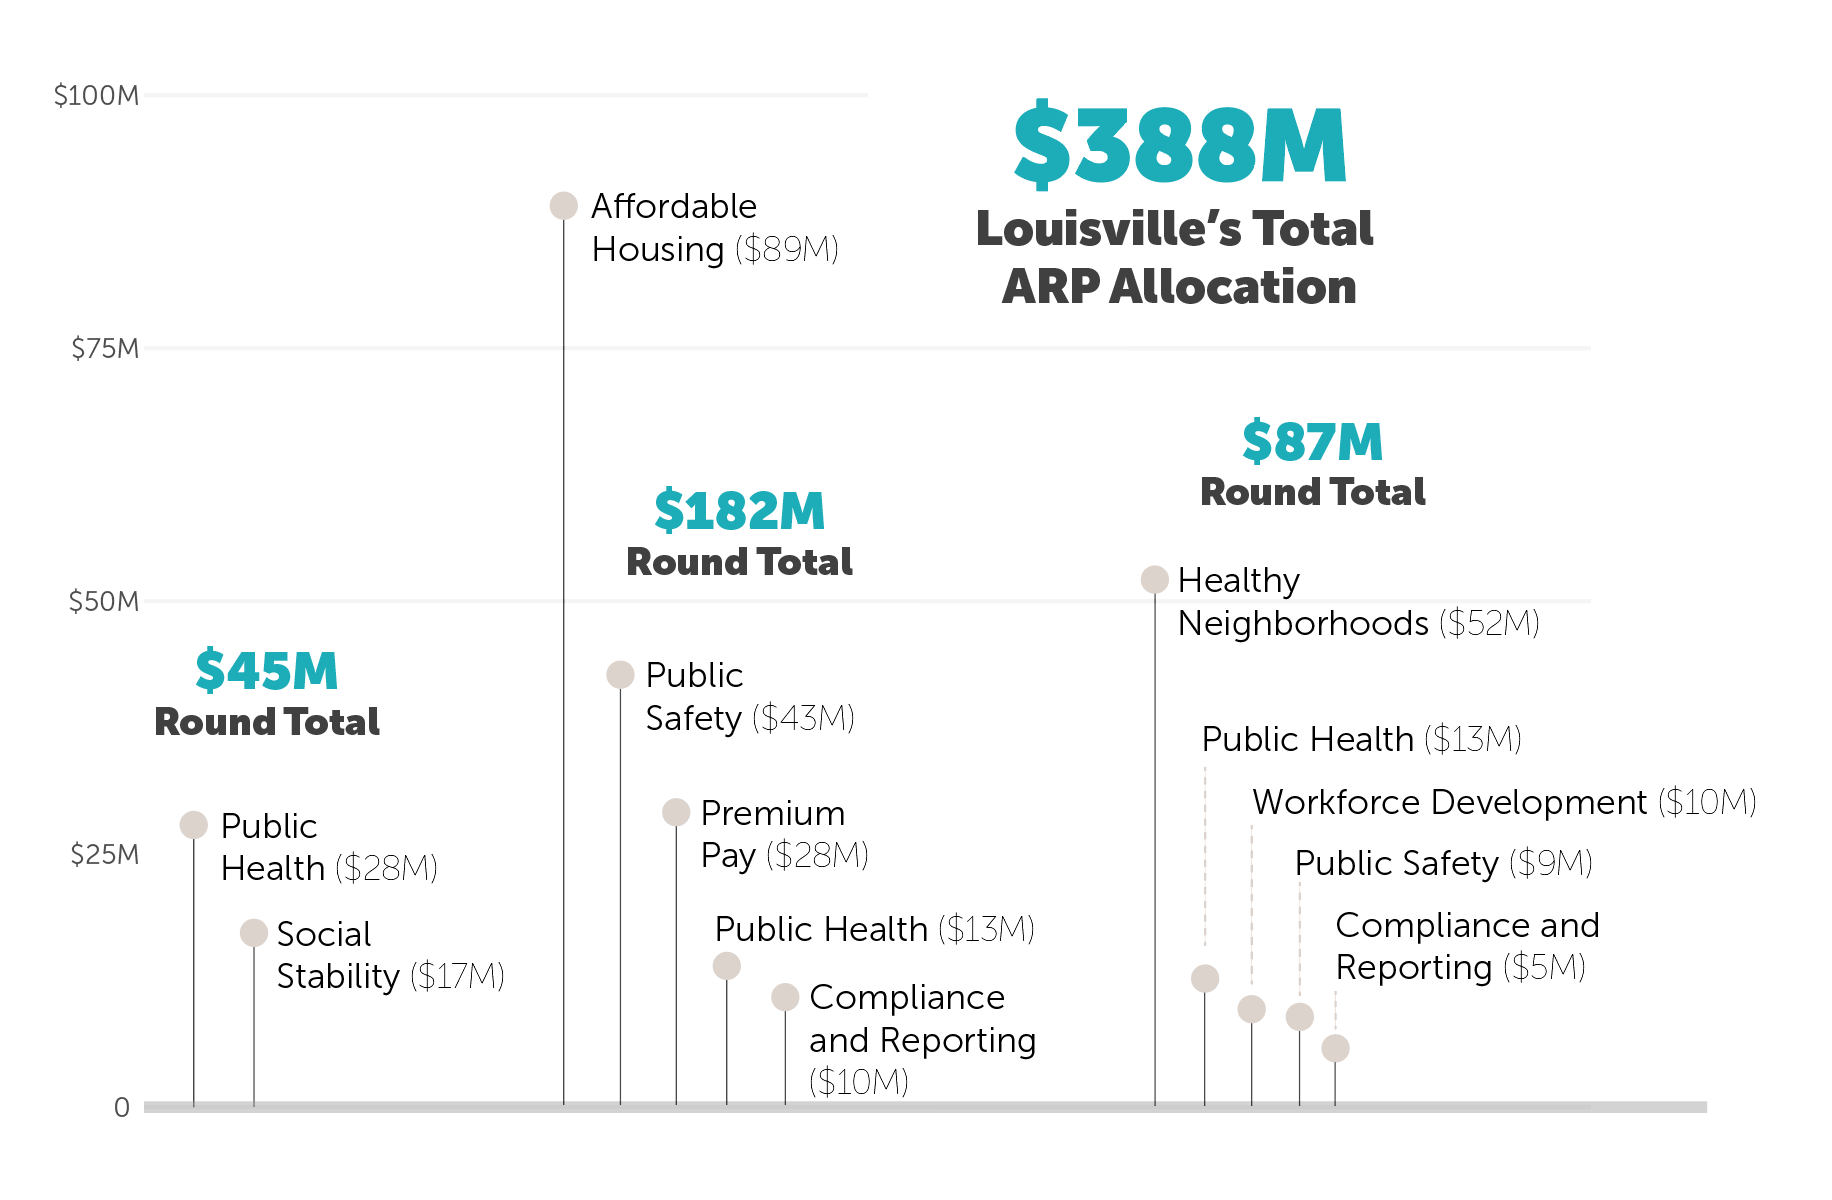 $100M
$75M
$50M
$25M
0
$388M
Louisville's Total
ARP Allocation
$45M
Round Total
Public
Health ($28M)
Social
Stability ($17M)
Affordable
Housing ($89M)
$182M
Round Total
Public
Safety ($43M)
Premium
Pay ($28M)
Public Health ($13M)
Compliance
and Reporting
($10M)
$87M
Round Total
Healthy
Neighborhoods ($52M)
Public Health ($13M)
Workforce Development ($10M)
Public Safety ($9M)
Compliance and
Reporting ($5M)